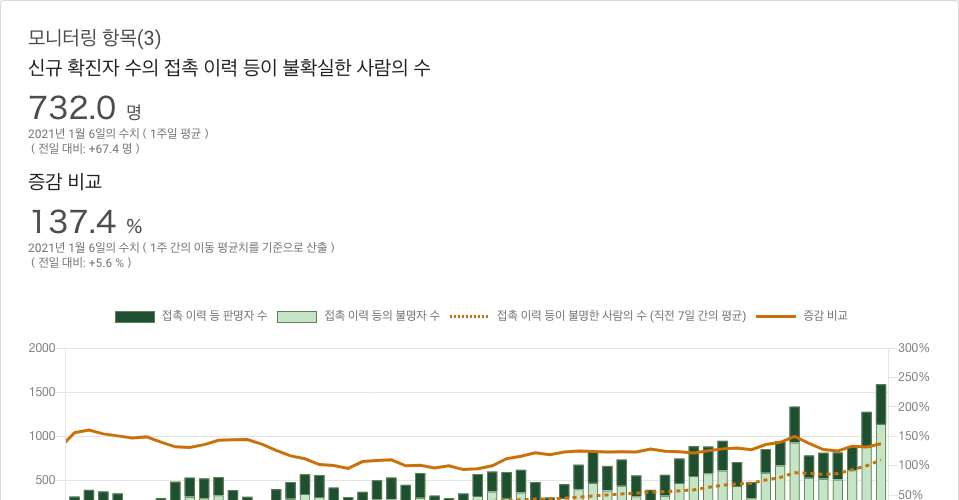 모니터링 항목(3)
신규 확진자 수의 접촉 이력 등이 불확실한 사람의 수
732.0 명
2021년 1월 6일의 수치 ( 1주일 평균 )
( 전일 대비: +67.4 명 )
증감 비교
137.4 %
2021년 1월 6일의 수치 ( 1주 간의 이동 평균치를 기준으로 산출 )
( 전일 대비: +5.6 % )
접촉 이력 등 판명자 수 접촉 이력 등의 불명자 수 접촉 이력 등이 불명한 사람의 수 (직전 7일 간의 평균) 증감 비교
2000 300%
250%
1500 200%
1000 150%
100%
500 50%